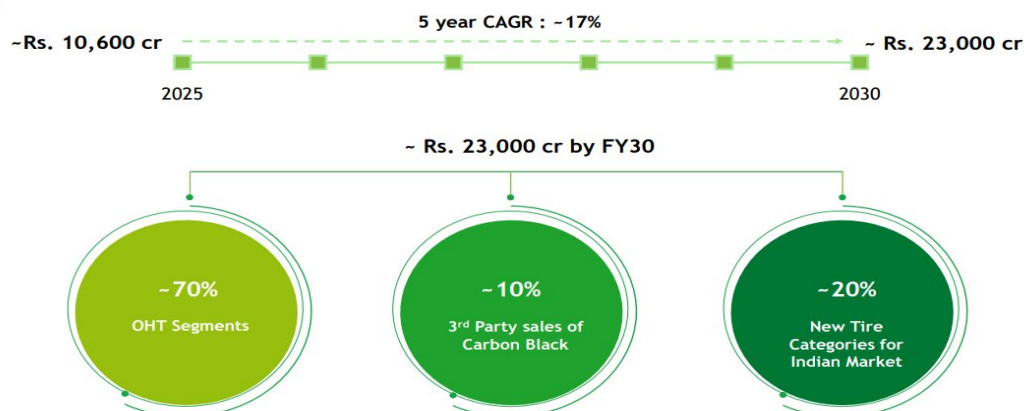 5 year CAGR : ~17%
~Rs. 10,600 cr
~ Rs. 23,000 cr
2025
2030
~ Rs. 23,000 cr by FY30
~70%
OHT Segments
~10%
3rd Party sales of
Carbon Black
~20%
New Tire
Categories for
Indian Market